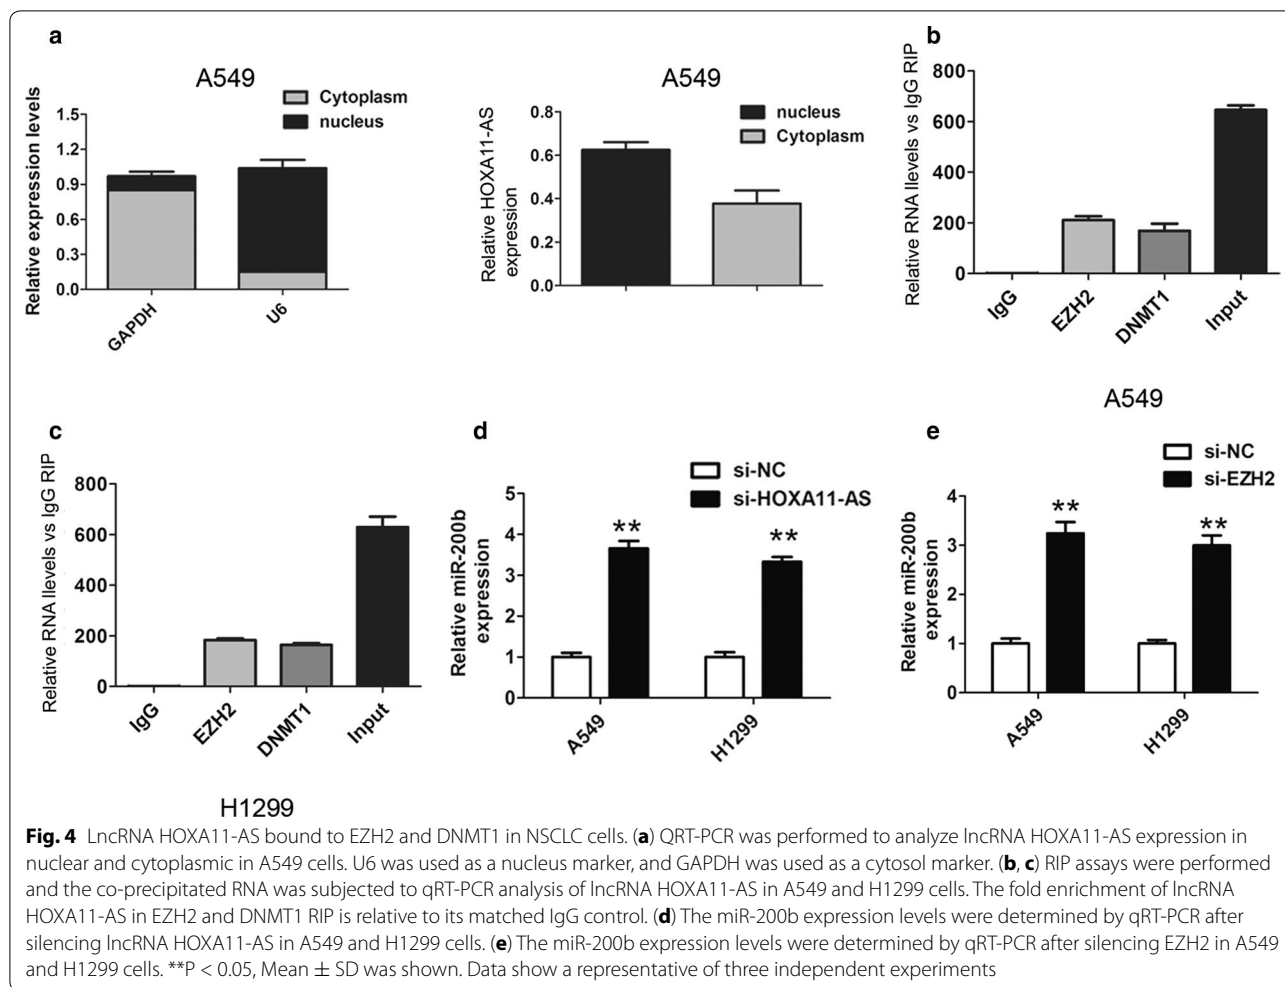 a
A549
Cytoplasm
nucleus
Relative expression levels
1.5
1.2
0.9
0.6
0.3
0.0
GAPDH
U6
A549
nucleus
Cytoplasm
Relative HOXA11-AS
expression
0.8
0.6
0.4
0.2
0.0
b
Relative RNA llevels vs IgG RIP
800
600
400
200
0
IgG
EZH2
DNMT1
Input
A549
c
Relative RNA llevels vs IgG RIP
800
600
400
200
0
IgG
EZH2
DNMT1
Input
H1299
d
si-NC
si-HOXA11-AS
Relative miR-200b
expression
5
4
3
2
1
0
**
**
A549
H1299
e
si-NC
si-EZH2
Relative miR-200b
expression
4
3
2
1
0
**
**
A549
H1299
Fig. 4 LncRNA HOXA11-AS bound to EZH2 and DNMT1 in NSCLC cells. (a) QRT-PCR was performed to analyze lncRNA HOXA11-AS expression in
nuclear and cytoplasmic in A549 cells. U6 was used as a nucleus marker, and GAPDH was used as a cytosol marker. (b, c) RIP assays were performed
and the co-precipitated RNA was subjected to qRT-PCR analysis of lncRNA HOXA11-AS in A549 and H1299 cells. The fold enrichment of lncRNA
HOXA11-AS in EZH2 and DNMT1 RIP is relative to its matched IgG control. (d) The miR-200b expression levels were determined by qRT-PCR after
silencing lncRNA HOXA11-AS in A549 and H1299 cells. (e) The miR-200b expression levels were determined by qRT-PCR after silencing EZH2 in A549
and H1299 cells. **P < 0.05, Mean ± SD was shown. Data show a representative of three independent experiments